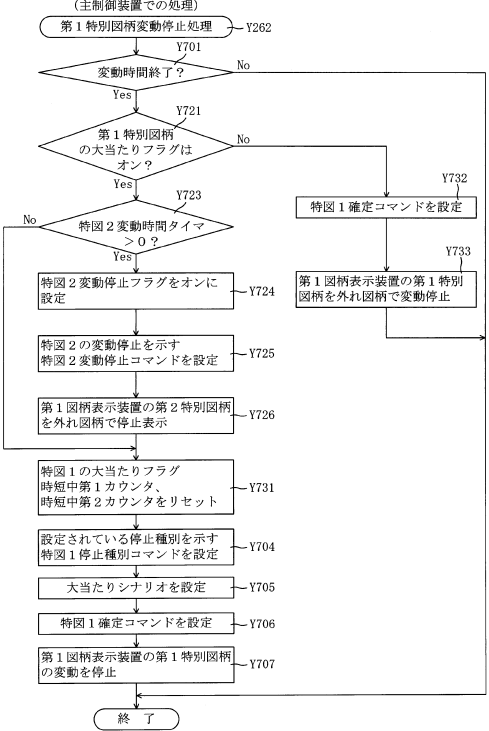 (主制御装置での処理)
第1特別図柄変動停止処理
Y262
Y701
変動時間終了?
No
Yes
Y721
第1特別図柄
の大当たりフラグは
オン?
No
Yes
Y732
特図1確定コマンドを設定
Y733
第1図柄表示装置の第1特別
図柄を外れ図柄で変動停止
Y723
No
特図2変動時間タイマ
>0?
Yes
特図2変動停止フラグをオンに
設定
Y724
特図2の変動停止を示す
特図2変動停止コマンドを設定
Y725
第1図柄表示装置の第2特別図柄
を外れ図柄で停止表示
Y726
特図1の大当たりフラグ
時短中第1カウンタ、
時短中第2カウンタをリセット
Y731
設定されている停止種別を示す
特図1停止種別コマンドを設定
Y704
大当たりシナリオを設定
Y705
特図1確定コマンドを設定
Y706
第1図柄表示装置の第1特別図柄
の変動を停止
Y707
終 了